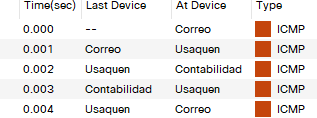 Time(sec) Last Device At Device Type
0.000 -- Correo ICMP
0.001 Correo Usaquen ICMP
0.002 Usaquen Contabilidad ICMP
0.003 Contabilidad Usaquen ICMP
0.004 Usaquen Correo ICMP